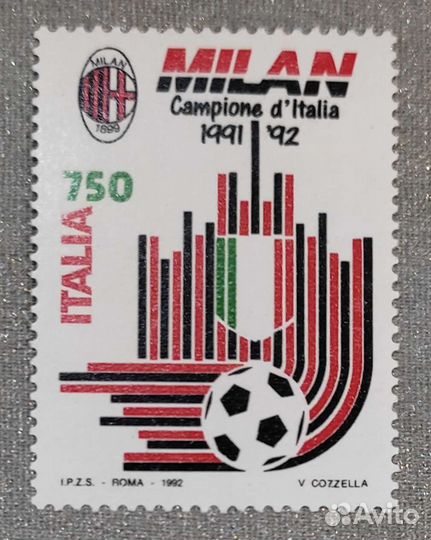 MILAN
1899
MILAN
Campione d'Italia
1991 '92
750
ITALIA
I.P.Z.S. - ROMA - 1992
V COZZELLA
Avito